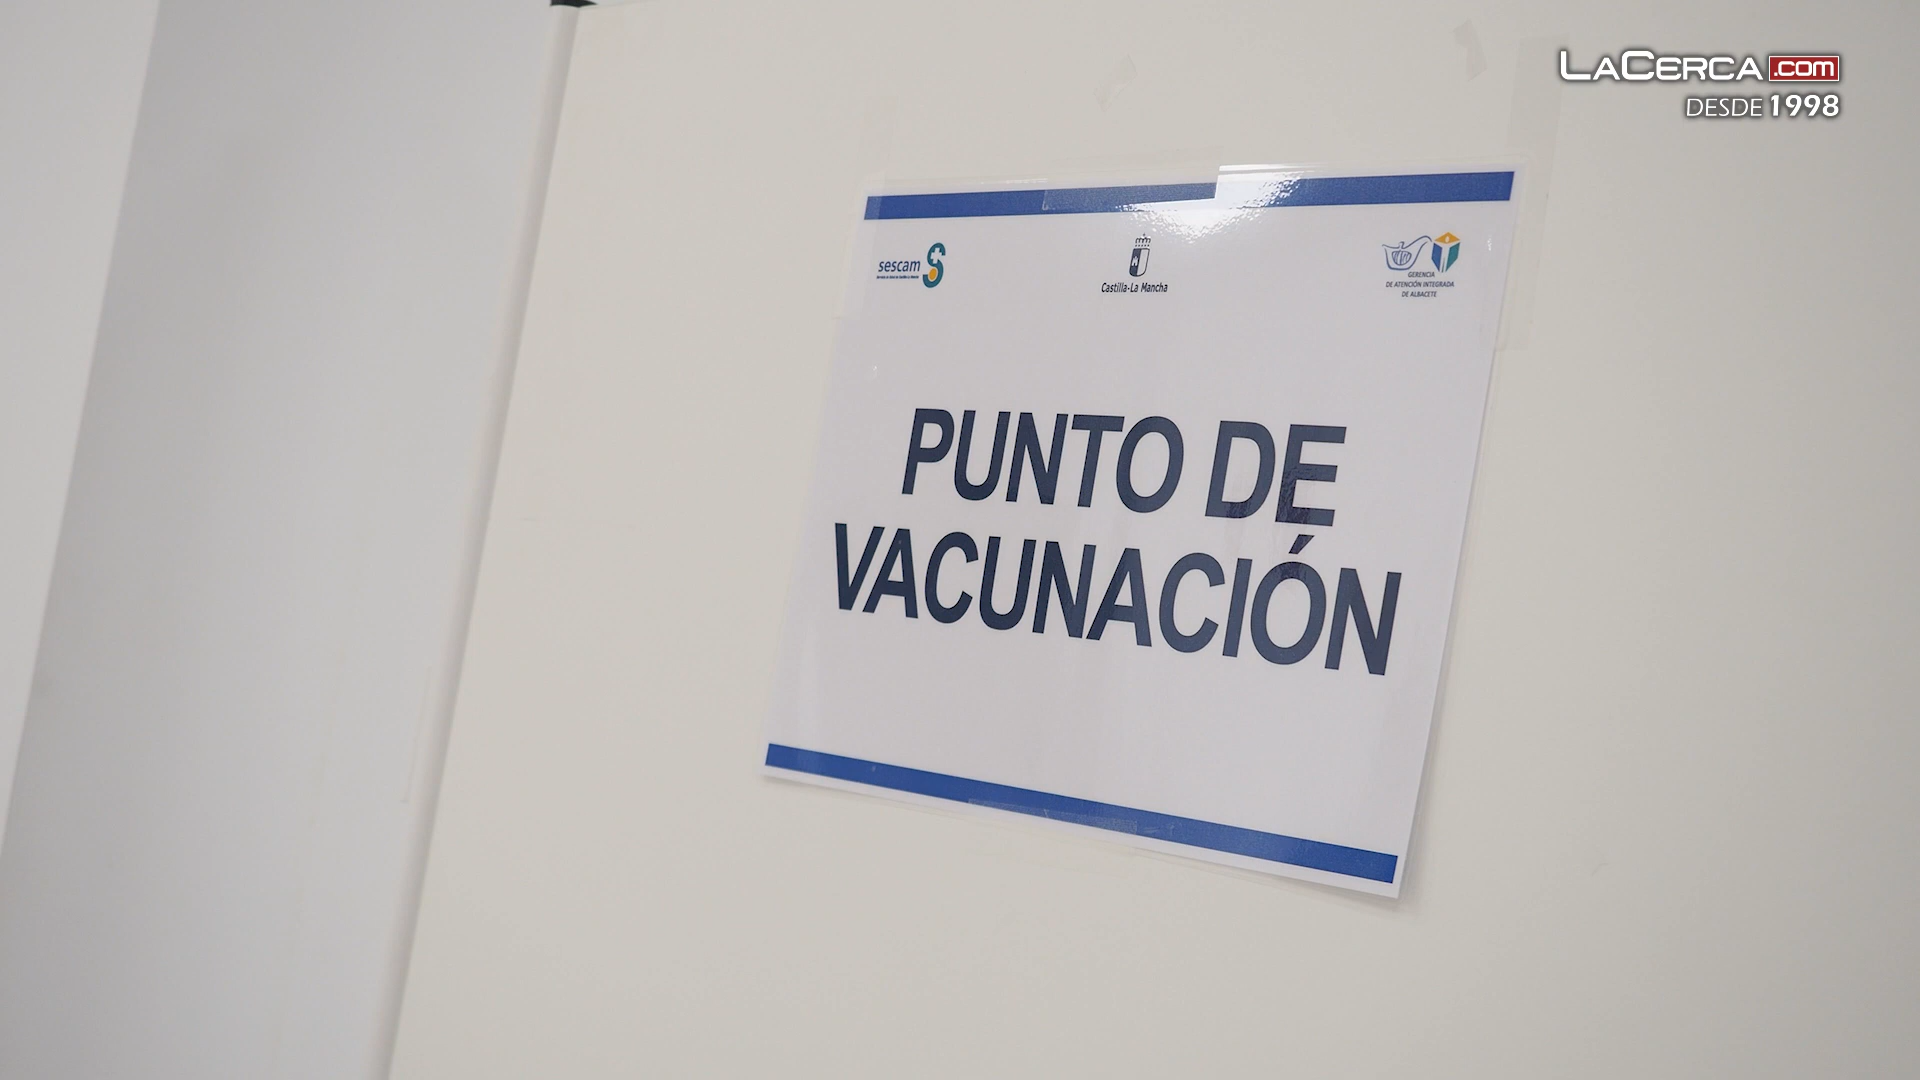 LACERCA.com
DESDE 1998
sescam
Castilla-La Mancha
GERENCIA
DE ATENCIÓN INTEGRADA
DE ALBACETE
PUNTO DE
VACUNACIÓN